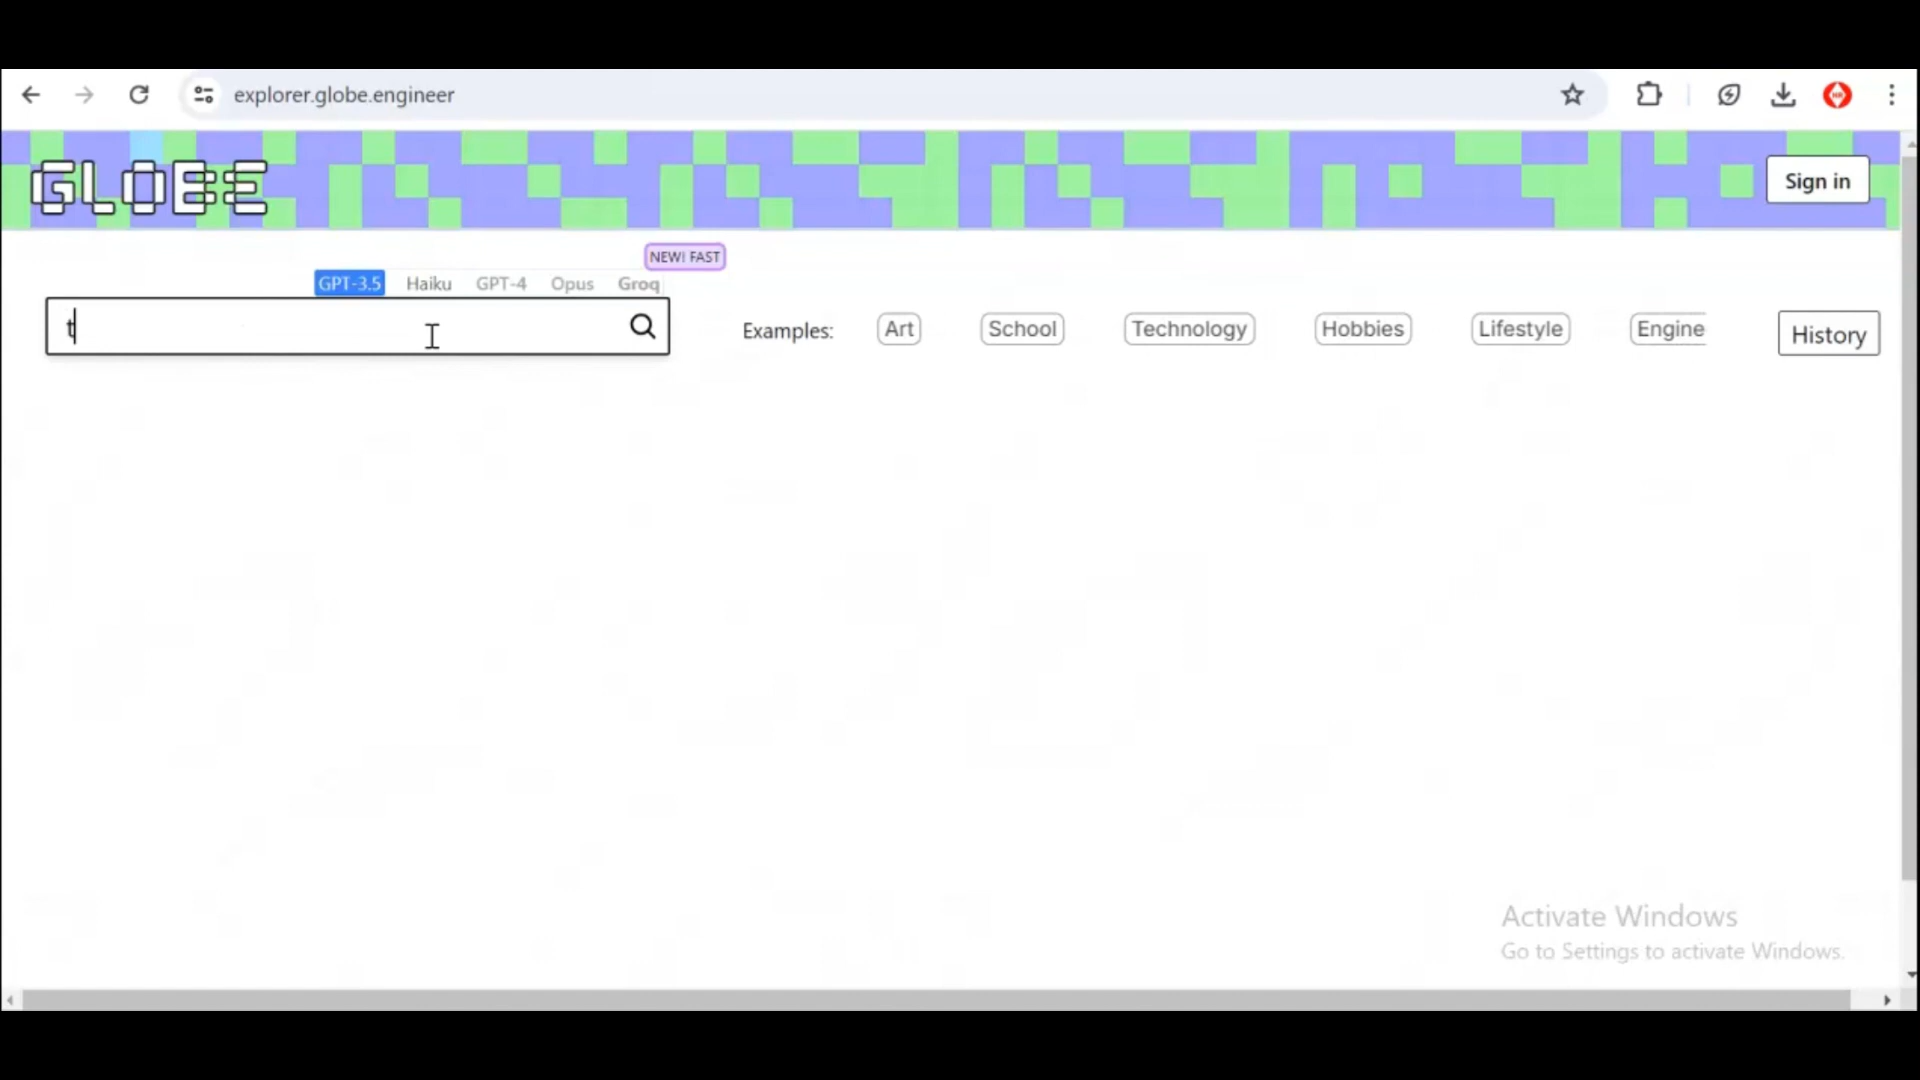 explorer.globe.engineer
GLOBE
Sign in
NEW! FAST
GPT-3.5 Haiku GPT-4 Opus Groq
t
Examples: Art School Technology Hobbies Lifestyle Engine
History
Activate Windows
Go to Settings to activate Windows.